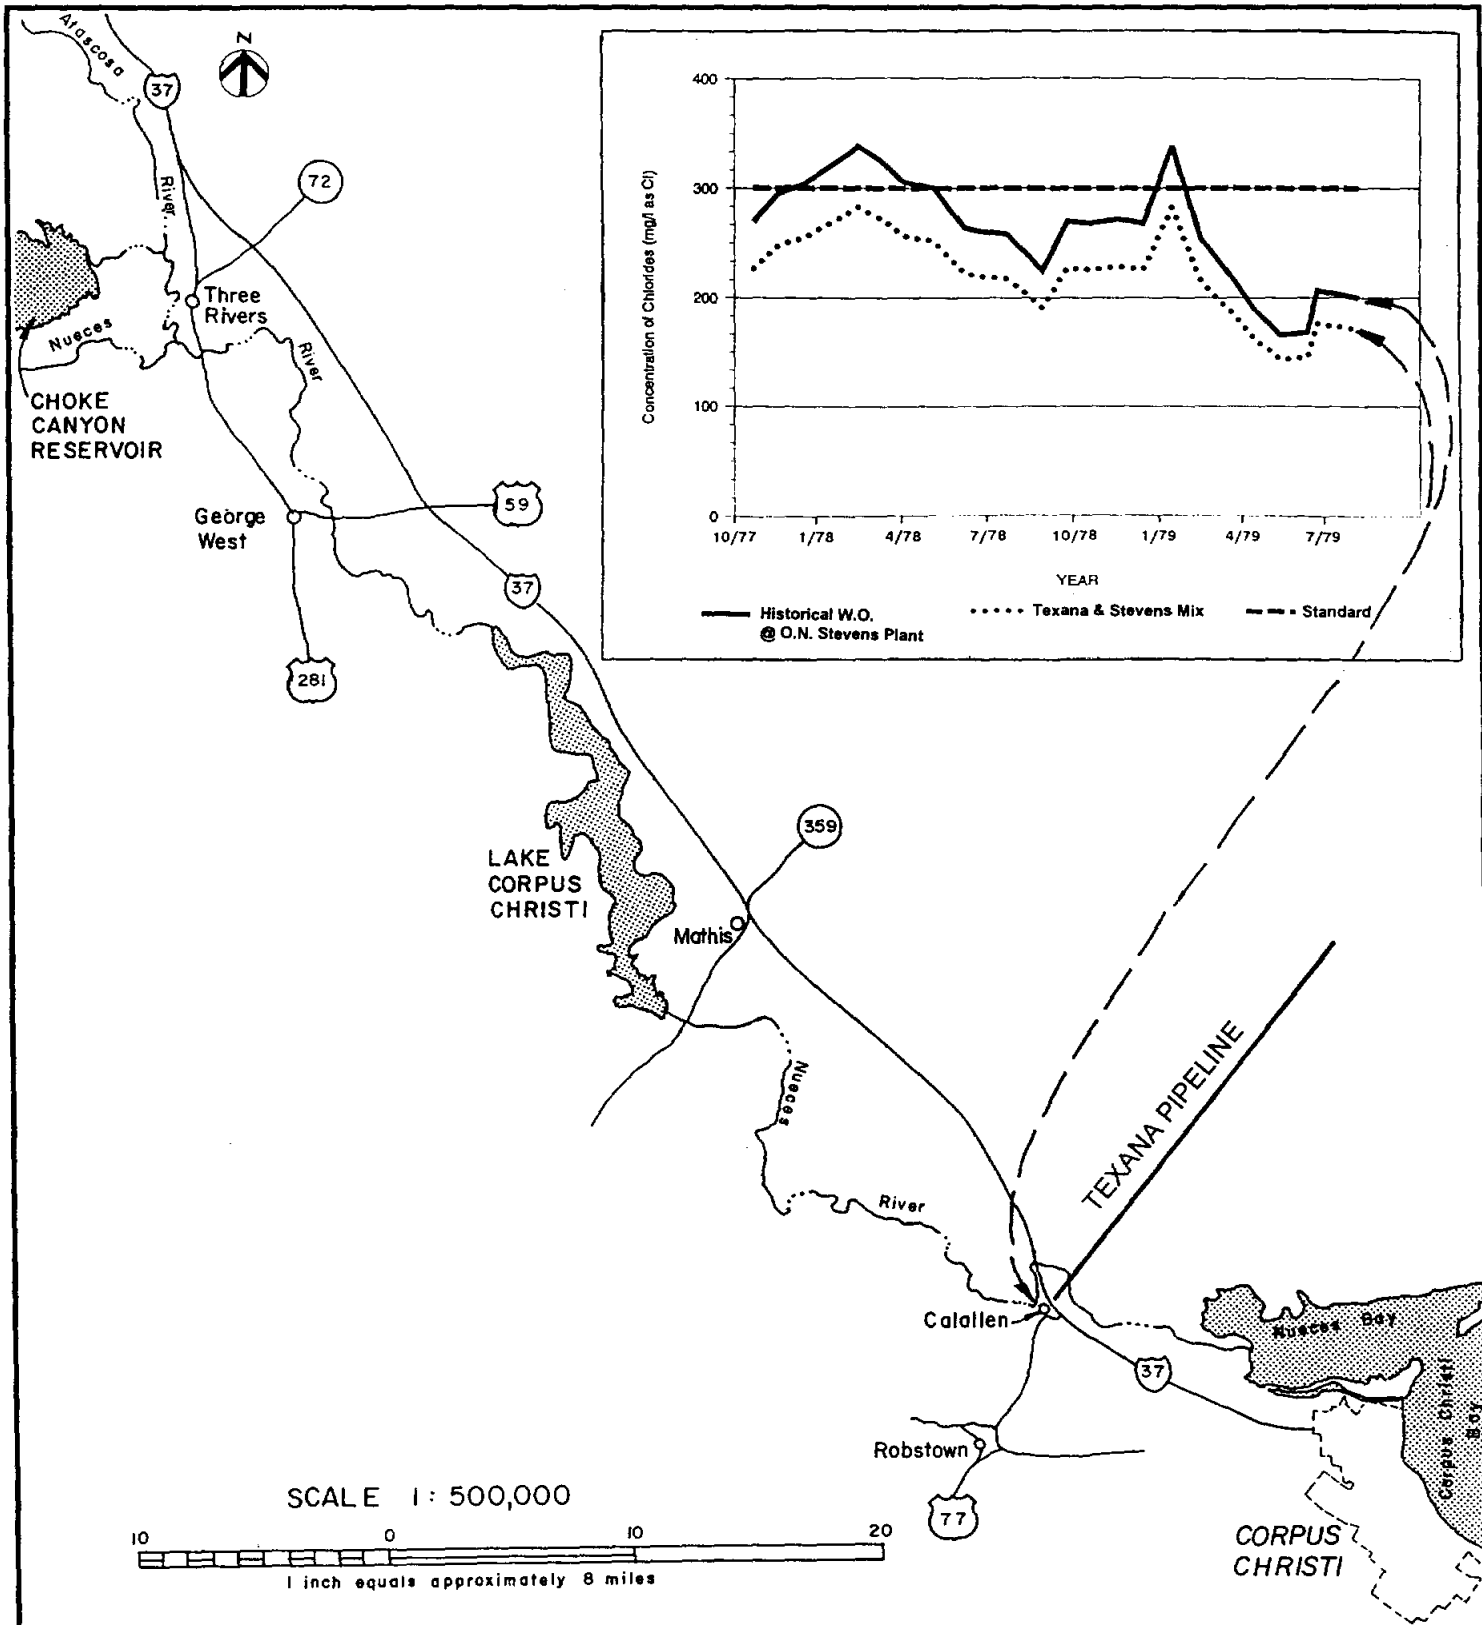 Atascosa
River
N
37
72
Three
Rivers
Nueces
River
CHOKE
CANYON
RESERVOIR
George
West
59
281
37
400
300
200
100
0
Concentration of Chlorides (mg/l as Cl)
10/77 1/78 4/78 7/78 10/78 1/79 4/79 7/79
YEAR
Historical W.O.
@ O.N. Stevens Plant
Texana & Stevens Mix
Standard
LAKE
CORPUS
CHRISTI
359
Mathis
Nueces
River
TEXANA PIPELINE
Calallen
Nueces Bay
37
Corpus Christi
Bay
Robstown
77
CORPUS
CHRISTI
SCALE 1: 500,000
10 0 10 20
1 inch equals approximately 8 miles